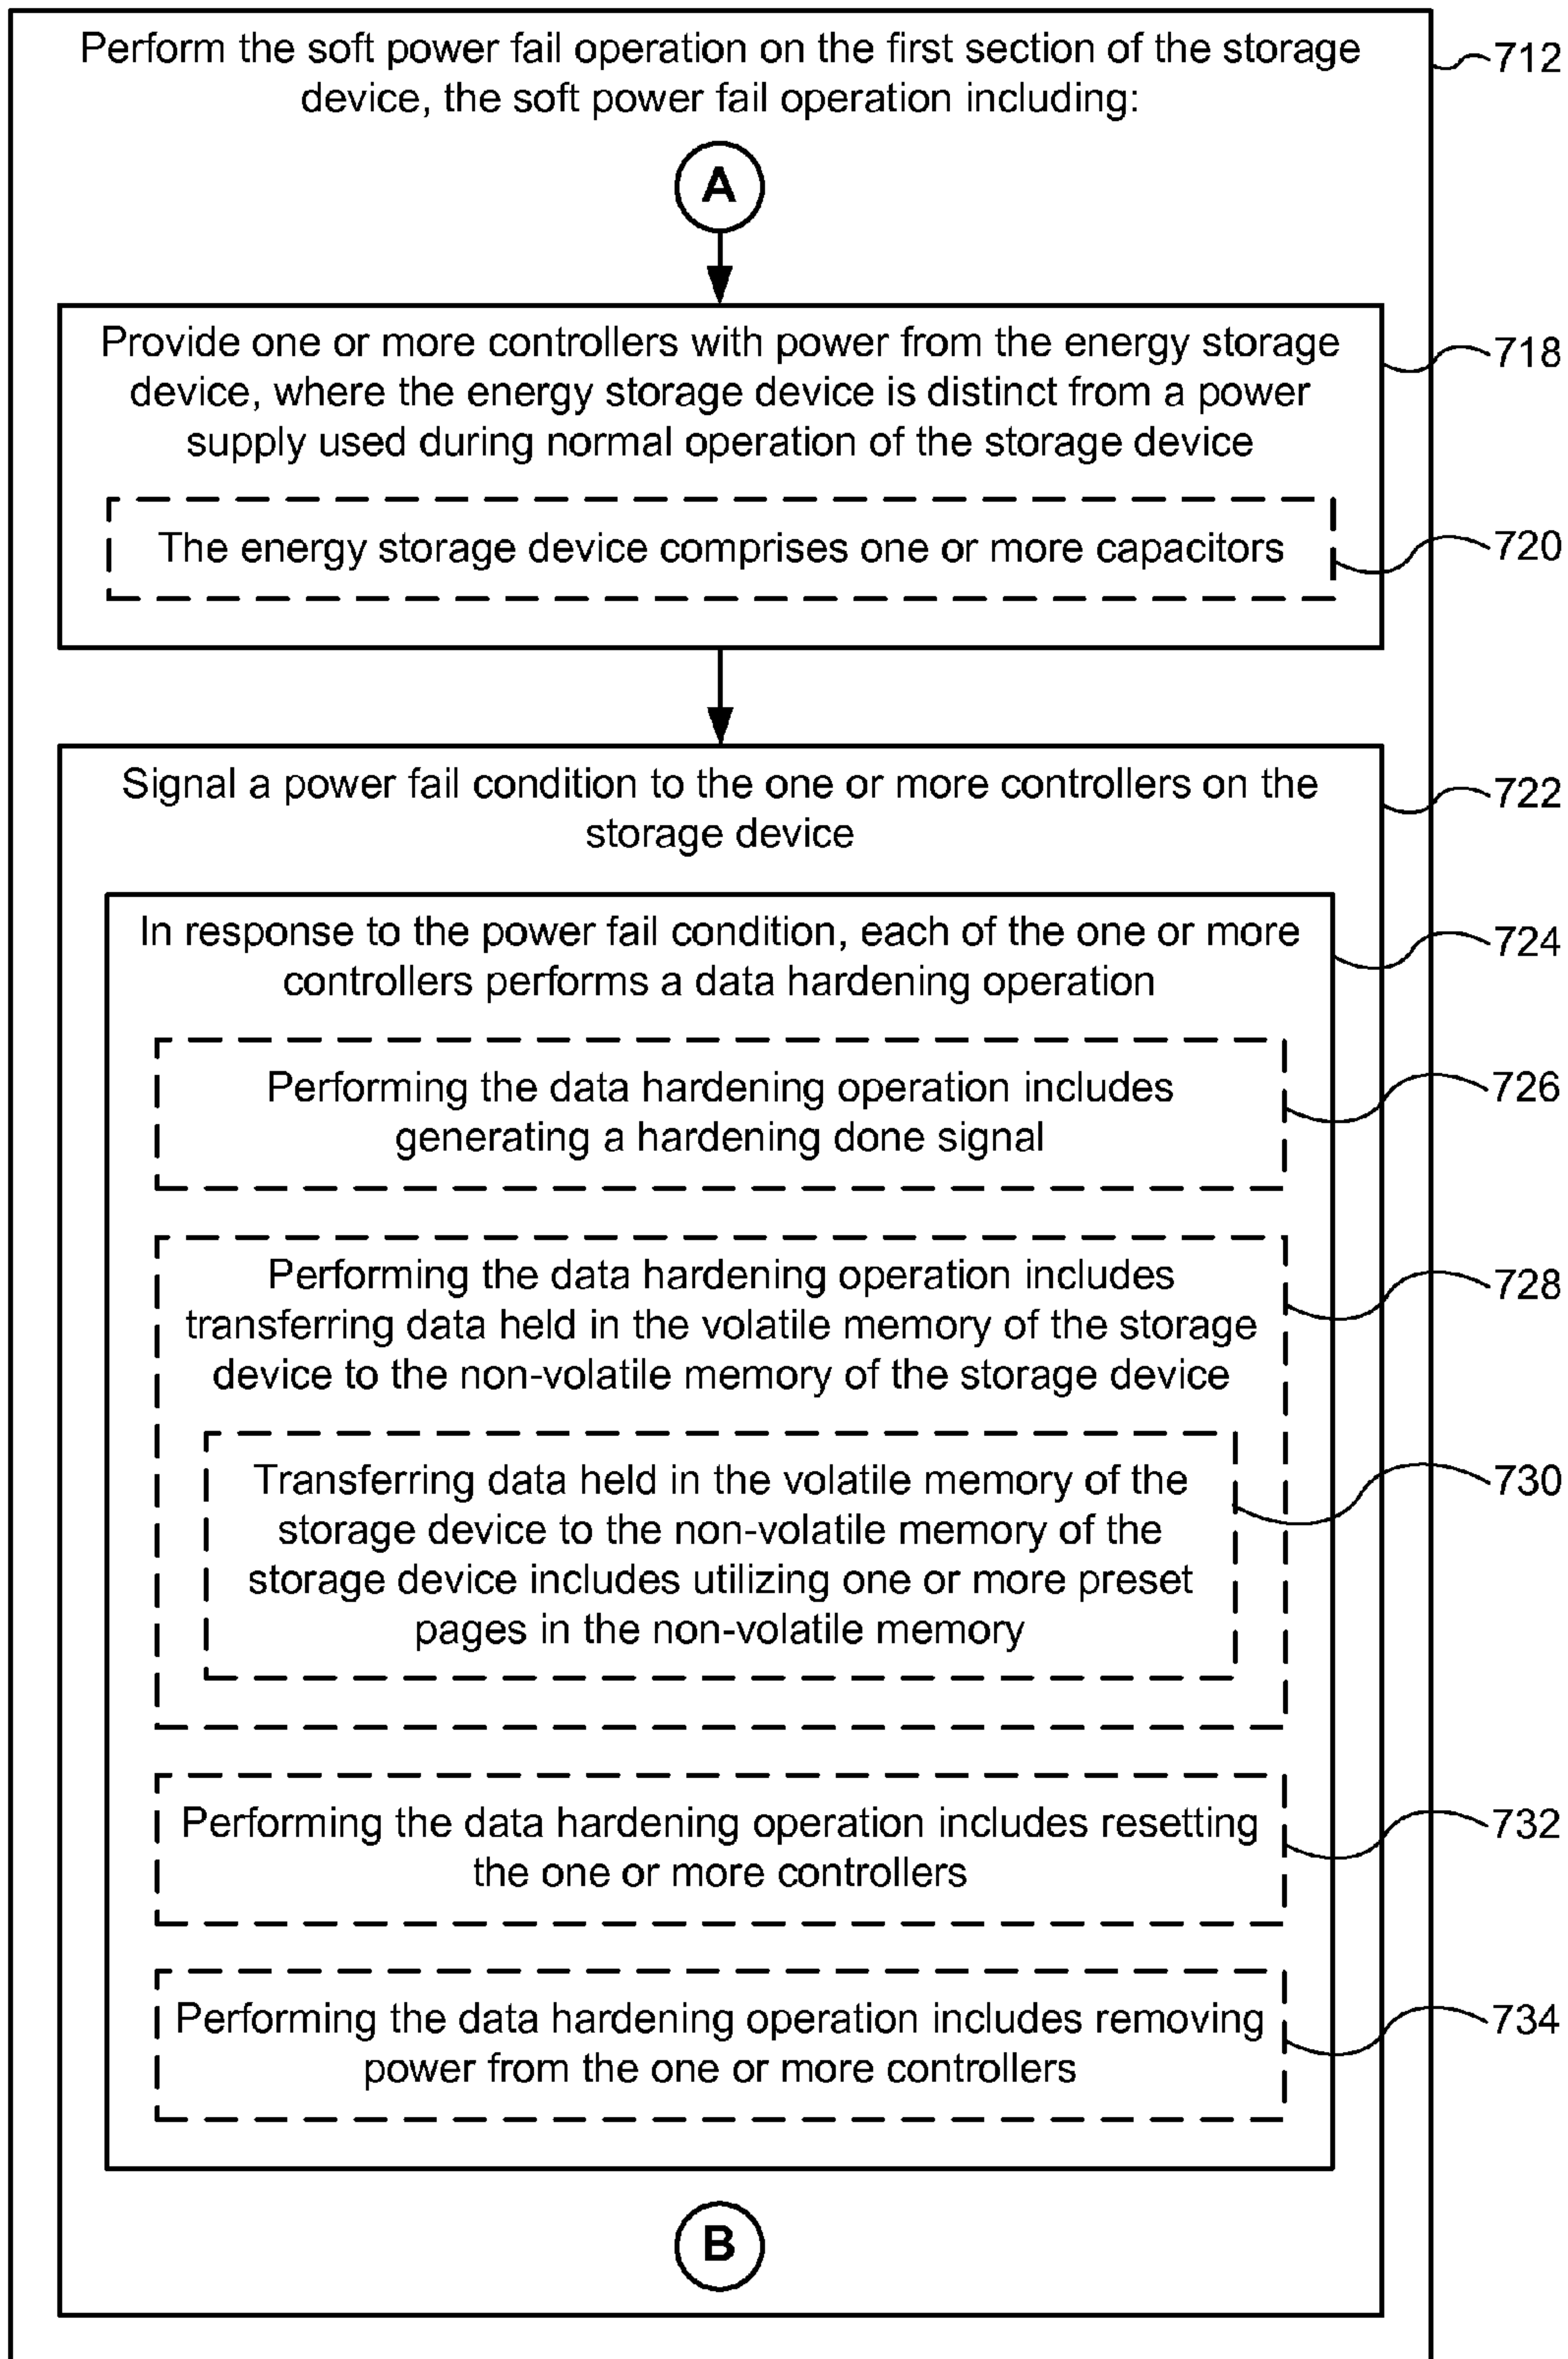 Perform the soft power fail operation on the first section of the storage
device, the soft power fail operation including:
712
A
Provide one or more controllers with power from the energy storage
device, where the energy storage device is distinct from a power
supply used during normal operation of the storage device
718
The energy storage device comprises one or more capacitors
720
Signal a power fail condition to the one or more controllers on the
storage device
722
In response to the power fail condition, each of the one or more
controllers performs a data hardening operation
724
Performing the data hardening operation includes
generating a hardening done signal
726
Performing the data hardening operation includes
transferring data held in the volatile memory of the storage
device to the non-volatile memory of the storage device
728
Transferring data held in the volatile memory of the
storage device to the non-volatile memory of the
storage device includes utilizing one or more preset
pages in the non-volatile memory
730
Performing the data hardening operation includes resetting
the one or more controllers
732
Performing the data hardening operation includes removing
power from the one or more controllers
734
B